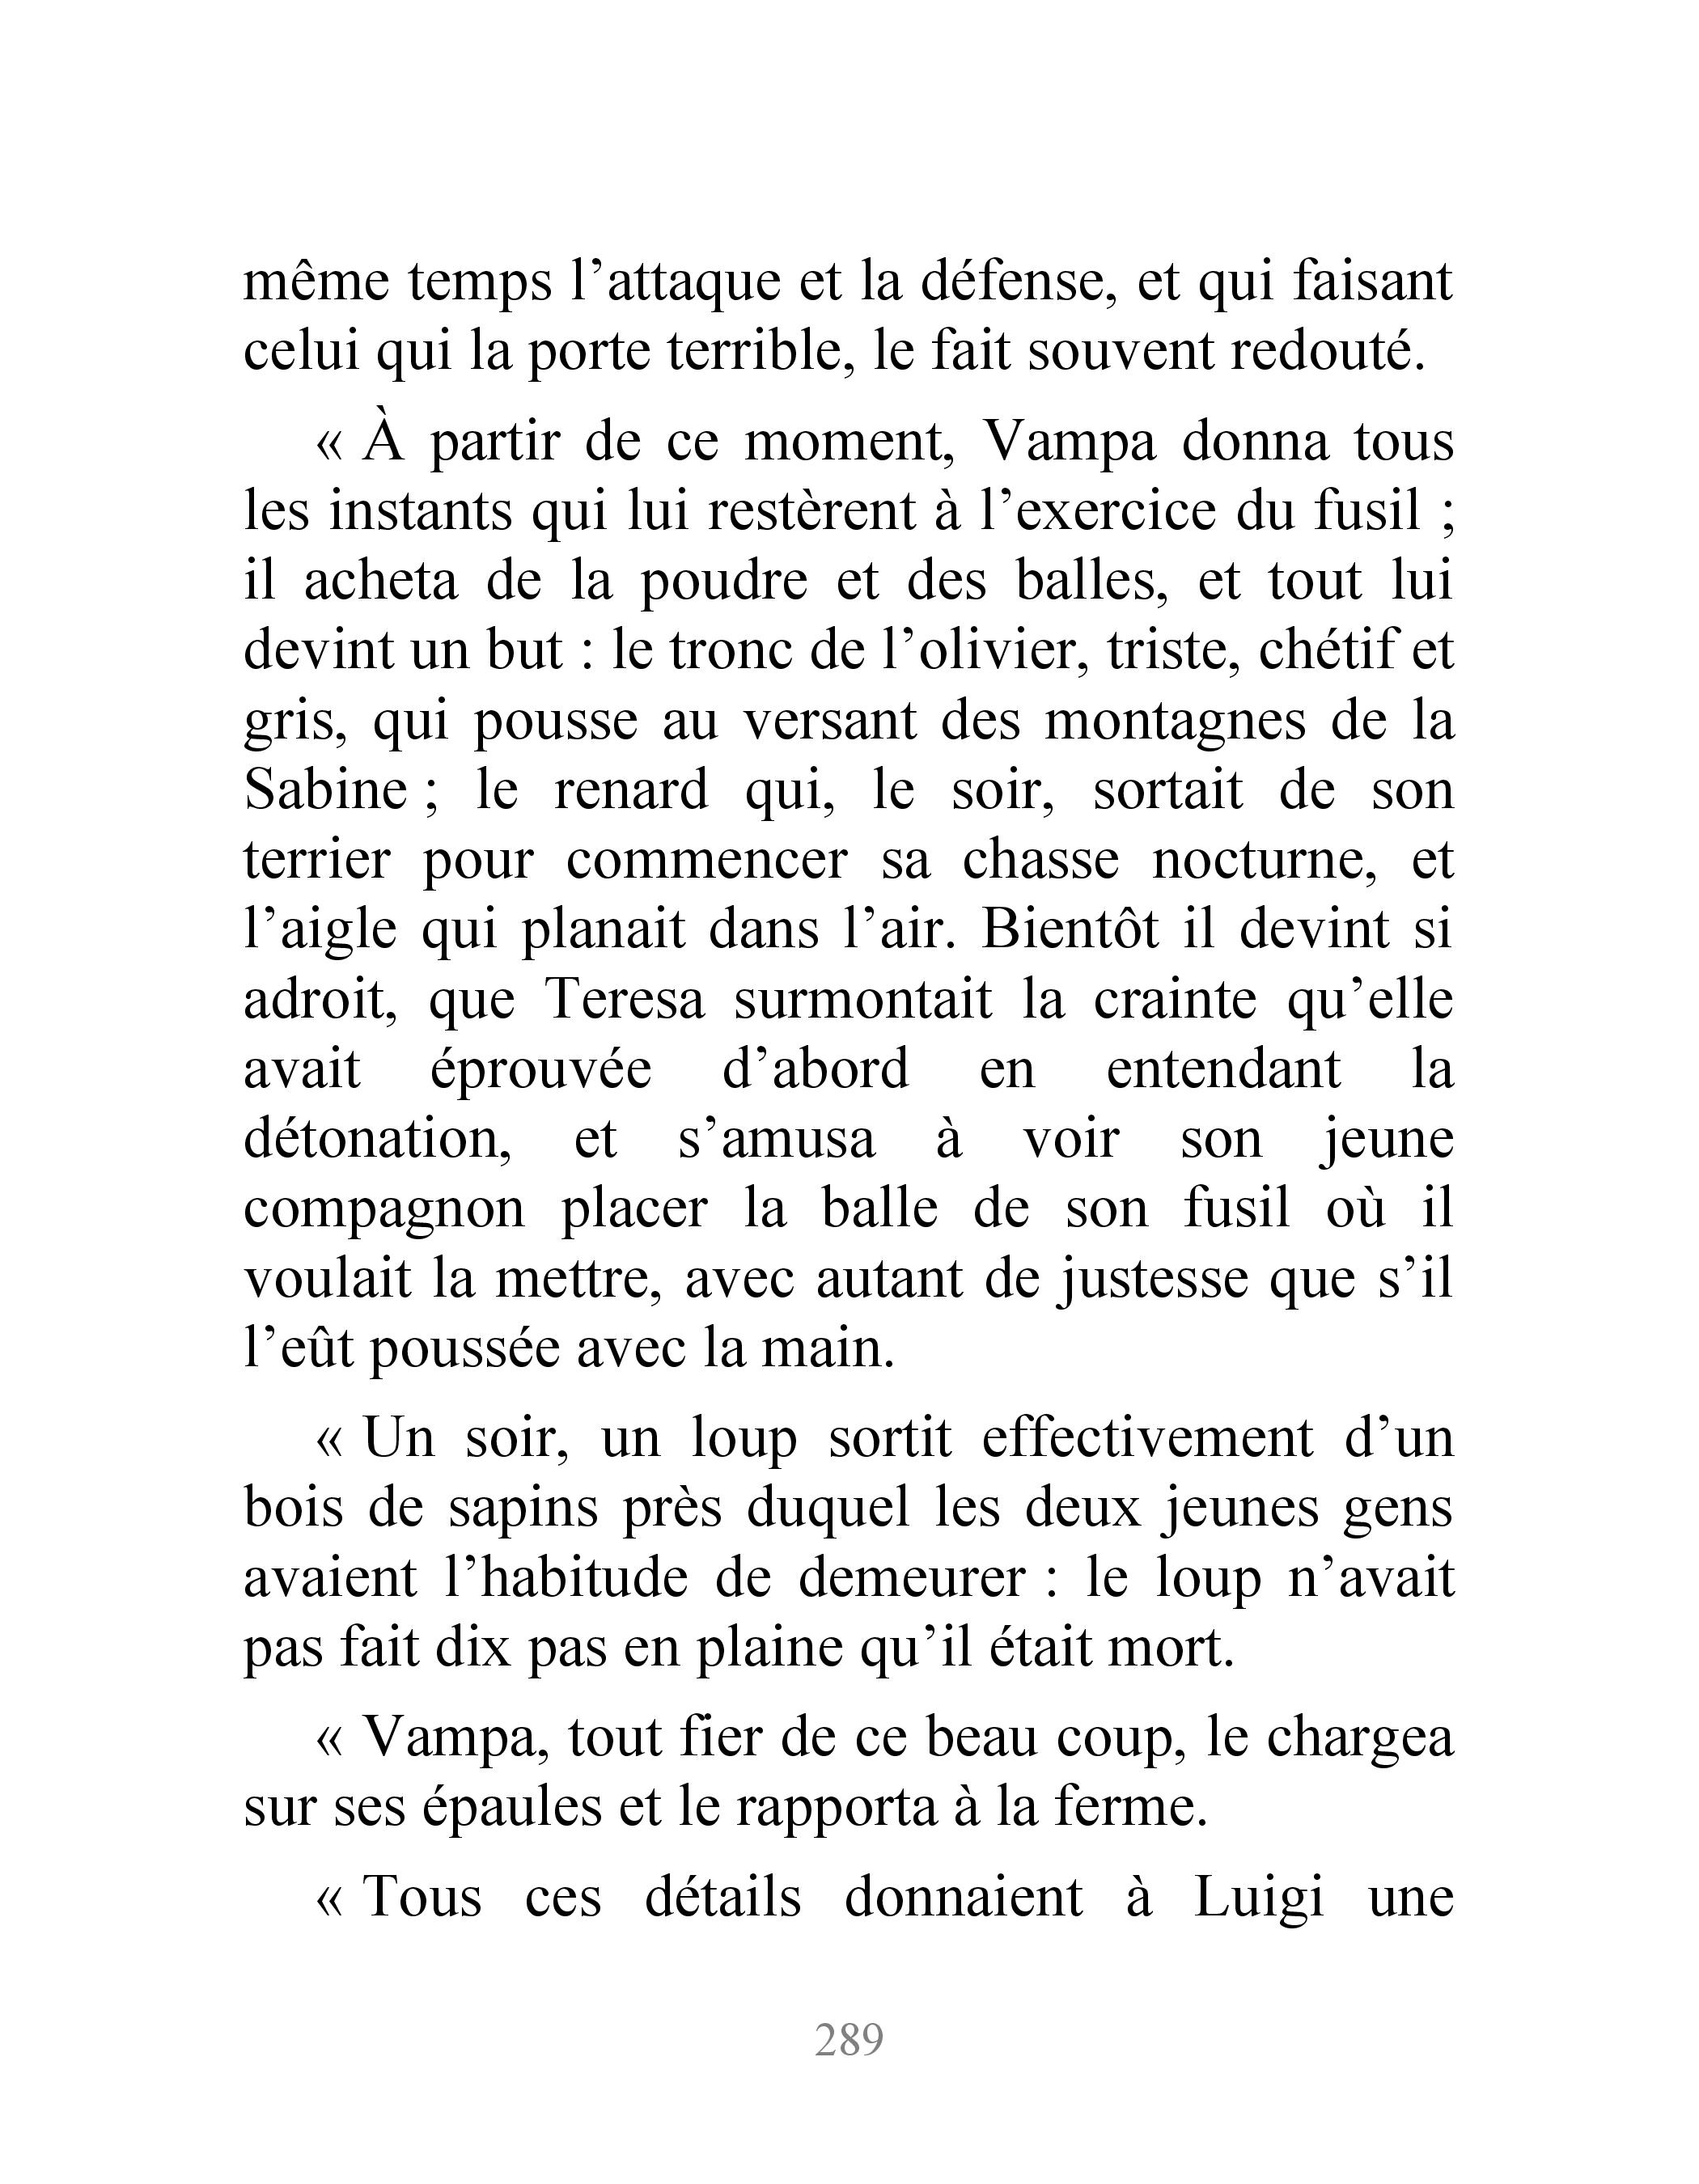 même temps l’attaque et la défense, et qui faisant
celui qui la porte terrible, le fait souvent redouté.
« À partir de ce moment, Vampa donna tous
les instants qui lui restèrent à l’exercice du fusil ;
il acheta de la poudre et des balles, et tout lui
devint un but : le tronc de l’olivier, triste, chétif et
gris, qui pousse au versant des montagnes de la
Sabine ; le renard qui, le soir, sortait de son
terrier pour commencer sa chasse nocturne, et
l’aigle qui planait dans l’air. Bientôt il devint si
adroit, que Teresa surmontait la crainte qu’elle
avait éprouvée d’abord en entendant la
détonation, et s’amusa à voir son jeune
compagnon placer la balle de son fusil où il
voulait la mettre, avec autant de justesse que s’il
l’eût poussée avec la main.
« Un soir, un loup sortit effectivement d’un
bois de sapins près duquel les deux jeunes gens
avaient l’habitude de demeurer : le loup n’avait
pas fait dix pas en plaine qu’il était mort.
« Vampa, tout fier de ce beau coup, le chargea
sur ses épaules et le rapporta à la ferme.
« Tous ces détails donnaient à Luigi une
289